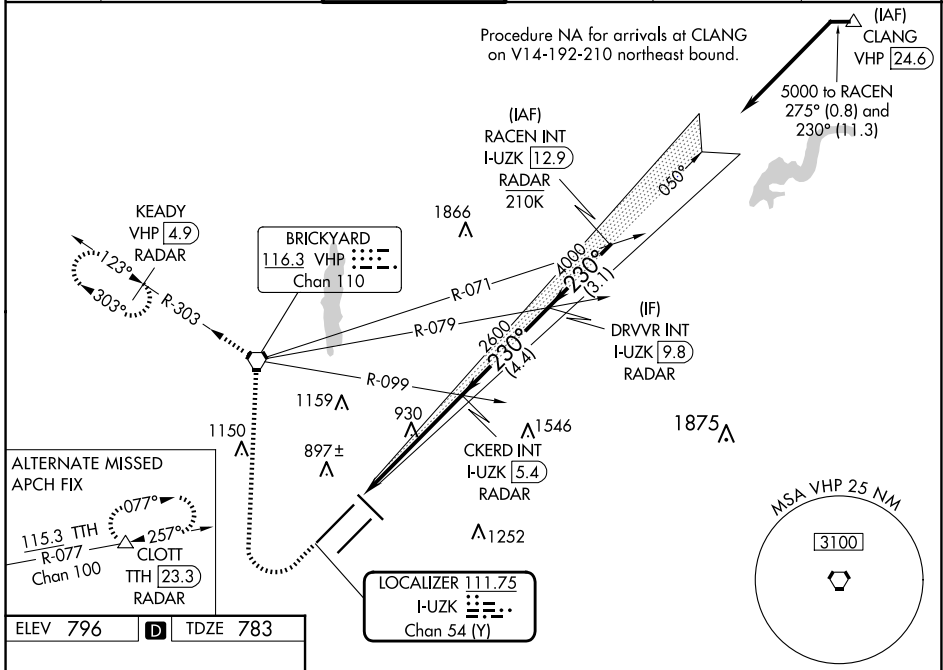 Procedure NA for arrivals at CLANG
on V14-192-210 northeast bound.
(IAF)
CLANG
VHP 24.6
5000 to RACEN
275° (0.8) and
230° (11.3)
(IAF)
RACEN INT
I-UZK 12.9
RADAR
210K
050°
KEADY
VHP 4.9
RADAR
1866
BRICKYARD
116.3 VHP
Chan 110
123°
303°
R-303
R-071
R-079
R-099
4000
230°
(3.1)
2600
230°
(4.4)
(IF)
DRVVR INT
I-UZK 9.8
RADAR
1159
930
1150
897±
1546
1875
CKERD INT
I-UZK 5.4
RADAR
1252
ALTERNATE MISSED
APCH FIX
077°
257°
115.3 TTH
R-077
Chan 100
CLOTT
TTH 23.3
RADAR
LOCALIZER 111.75
I-UZK
Chan 54 (Y)
MSA VHP 25 NM
3100
ELEV 796 D TDZE 783